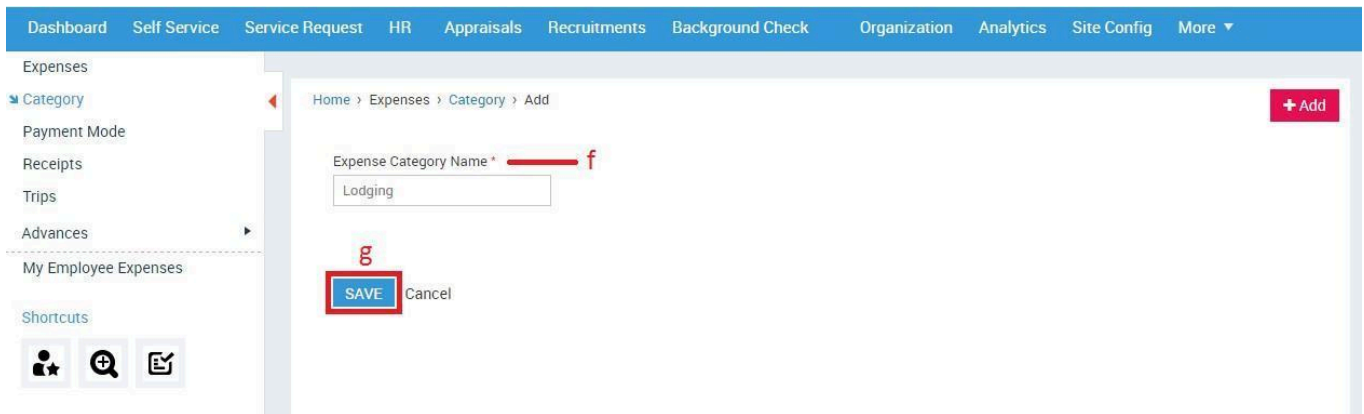 Dashboard Self Service Service Request HR Appraisals Recruitments Background Check Organization Analytics Site Config More
Expenses
Category
Payment Mode
Receipts
Trips
Advances
My Employee Expenses
Shortcuts
Home › Expenses › Category › Add
+ Add
Expense Category Name * f
Lodging
g
SAVE Cancel